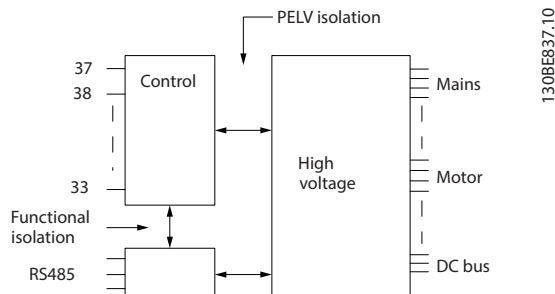 PELV isolation
130BE837.10
37
38
Control
33
Functional
isolation
RS485
High
voltage
Mains
Motor
DC bus